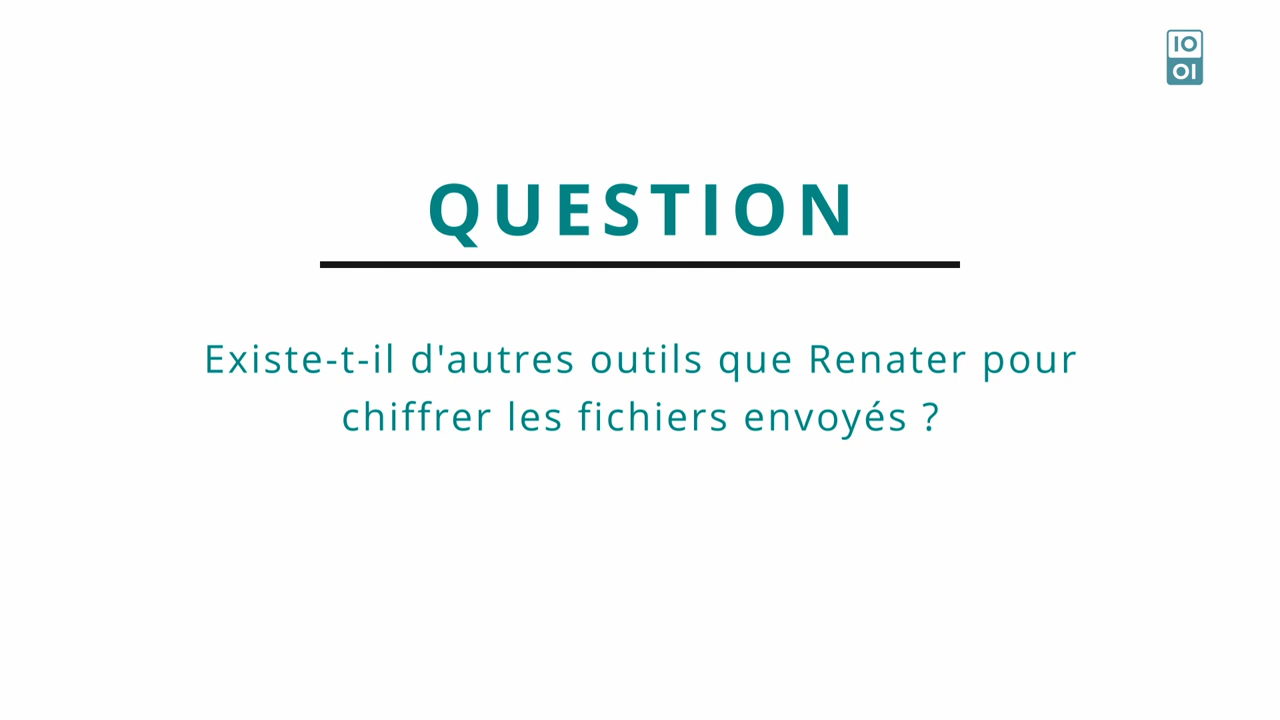 IO
OI
QUESTION
Existe-t-il d'autres outils que Renater pour
chiffrer les fichiers envoyés ?